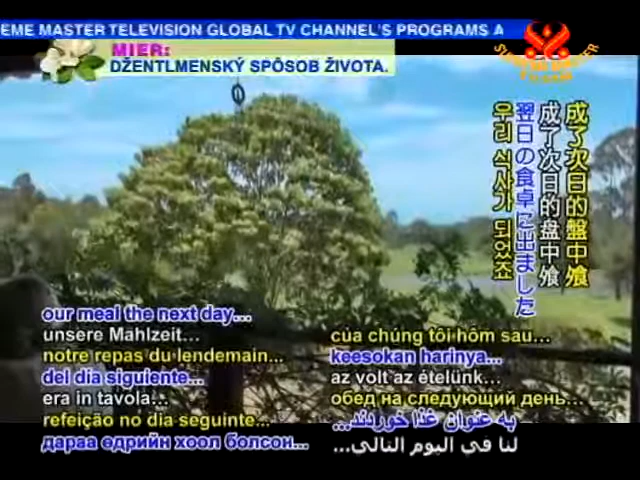 EME MASTER TELEVISION GLOBAL TV CHANNEL'S PROGRAMS A
MIER:
DŽENTLMENSKÝ SPÔSOB ŽIVOTA.
成了次日的盤中飧
成了次日的盘中飧
翌日の食卓に出ました
우리 식사가 되었죠
our meal the next day...
unsere Mahlzeit...
notre repas du lendemain...
del día siguiente...
era in tavola...
refeição no dia seguinte...
дараа өдрийн хоол болсон...
của chúng tôi hôm sau...
keesokan harinya...
az volt az ételünk...
обед на следующий день...
به عنوان غذا خوردند...
لنا في اليوم التالي...